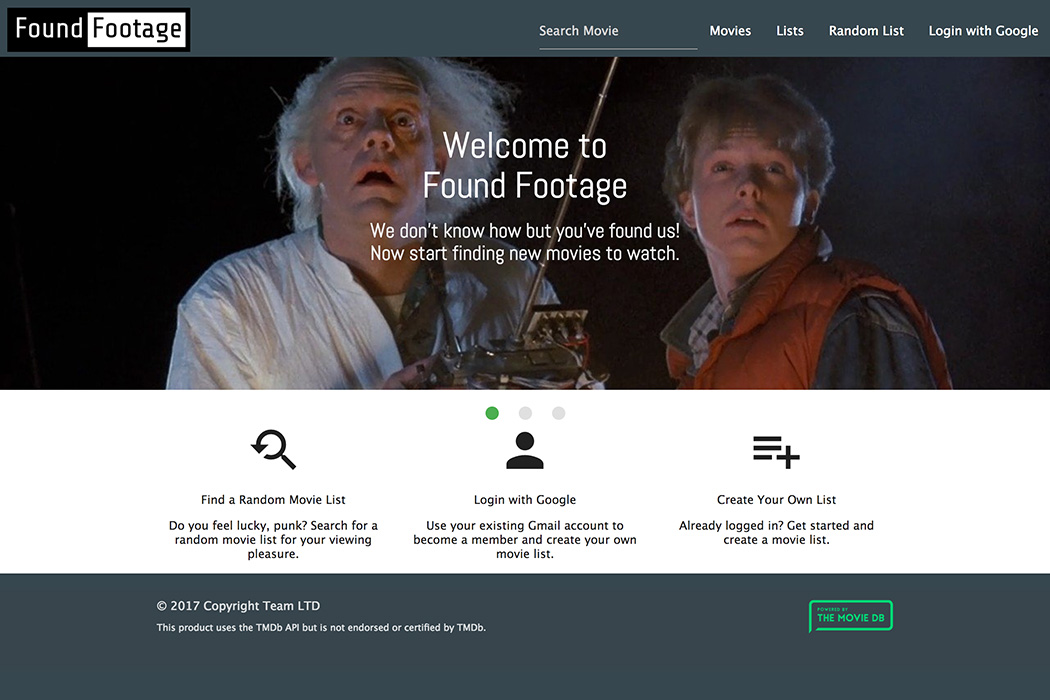 Found Footage
Search Movie
Movies
Lists
Random List
Login with Google
Welcome to
Found Footage
We don't know how but you've found us!
Now start finding new movies to watch.
Find a Random Movie List
Do you feel lucky, punk? Search for a
random movie list for your viewing
pleasure.
Login with Google
Use your existing Gmail account to
become a member and create your own
movie list.
Create Your Own List
Already logged in? Get started and
create a movie list.
© 2017 Copyright Team LTD
This product uses the TMDb API but is not endorsed or certified by TMDb.
POWERED BY
THE MOVIE DB